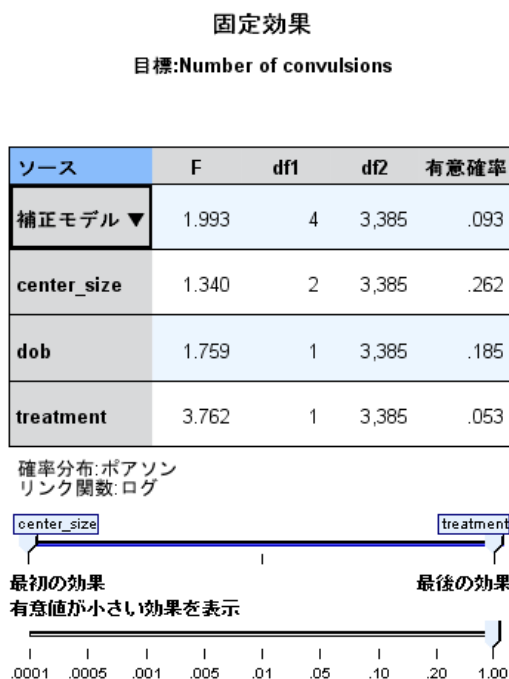 固定効果
目標:Number of convulsions
ソース F df1 df2 有意確率
補正モデル ▼ 1.993 4 3,385 .093
center_size 1.340 2 3,385 .262
dob 1.759 1 3,385 .185
treatment 3.762 1 3,385 .053
確率分布:ポアソン
リンク関数:ログ
center_size treatment
最初の効果 最後の効果
有意値が小さい効果を表示
.0001 .0005 .001 .005 .01 .05 .10 .20 1.00